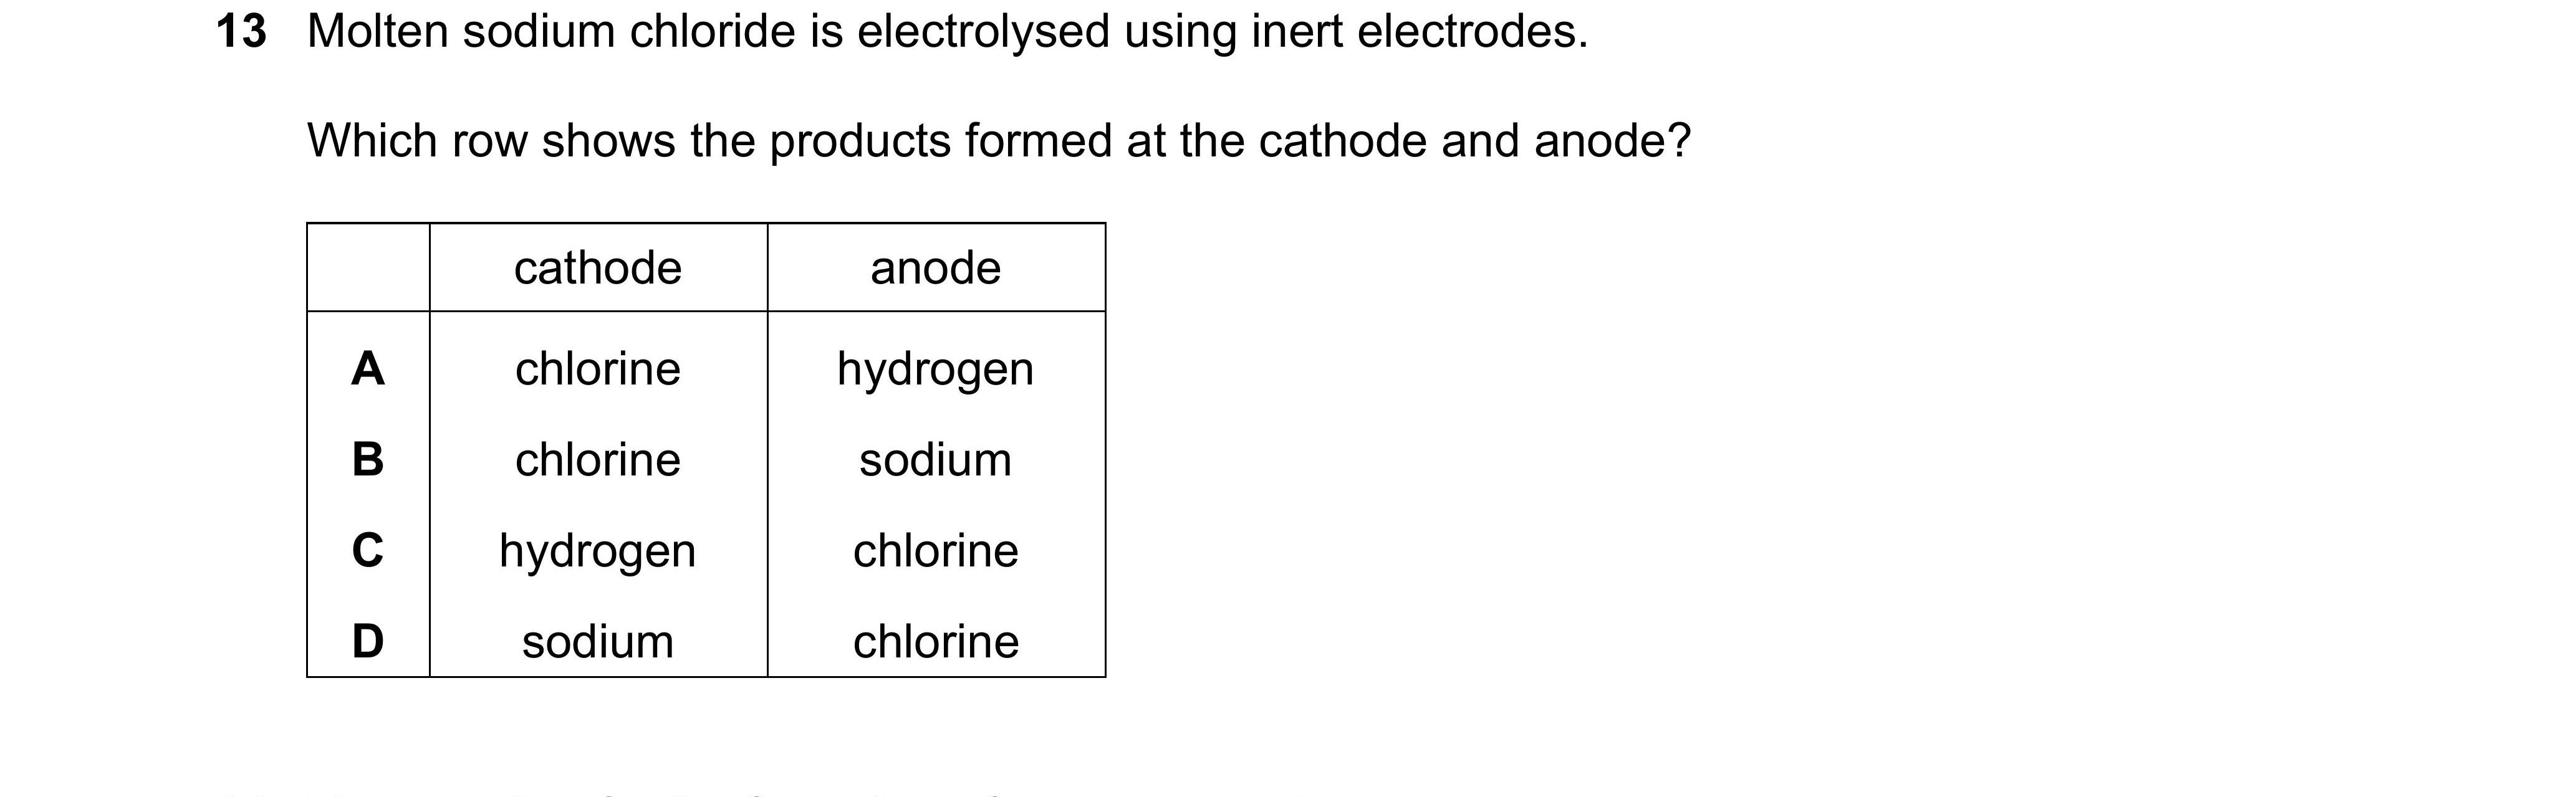 13 Molten sodium chloride is electrolysed using inert electrodes.
Which row shows the products formed at the cathode and anode?
cathode anode
A chlorine hydrogen
B chlorine sodium
C hydrogen chlorine
D sodium chlorine